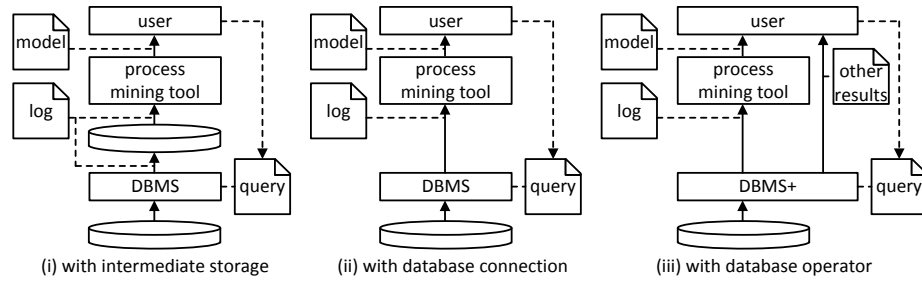 user
model
process
mining tool
log
DBMS
query
(i) with intermediate storage
user
model
process
mining tool
log
DBMS
query
(ii) with database connection
user
model
process
mining tool
other
results
log
DBMS+
query
(iii) with database operator